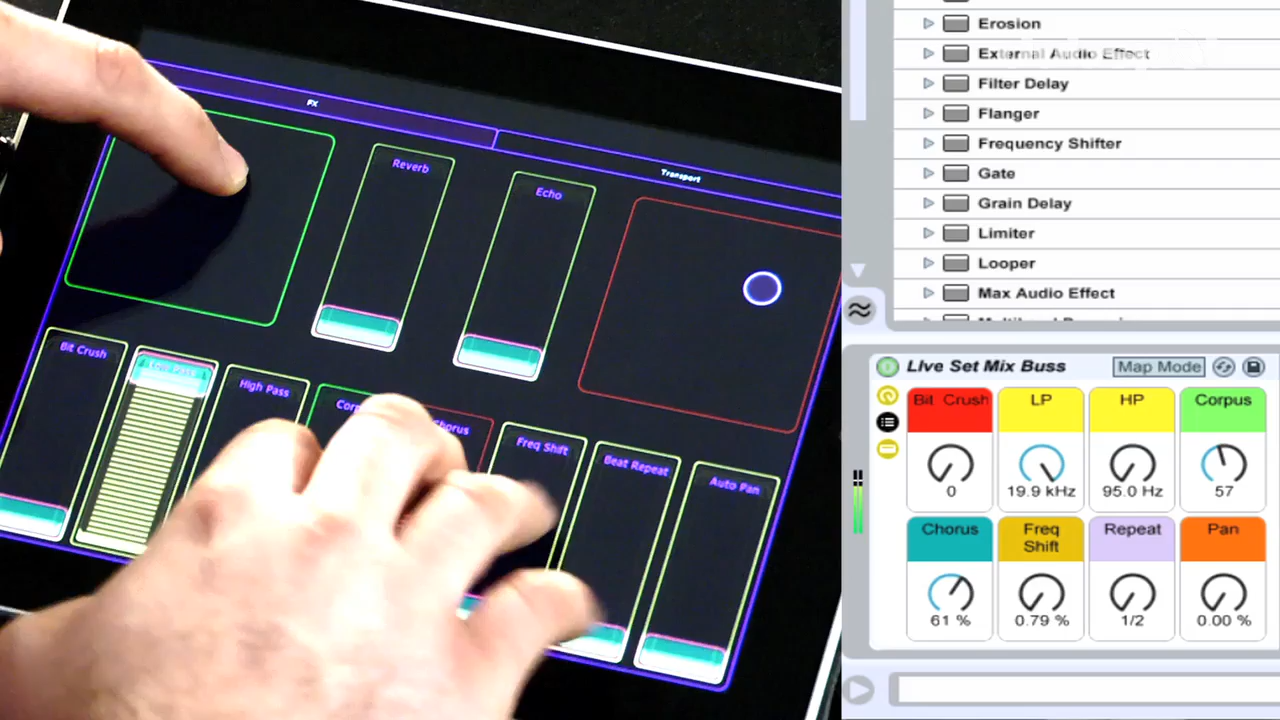 FX
Transport
Reverb
Echo
Bit Crush
Low Pass
High Pass
Chorus
Freq Shift
Beat Repeat
Auto Pan
Erosion
External Audio Effect
Filter Delay
Flanger
Frequency Shifter
Gate
Grain Delay
Limiter
Looper
Max Audio Effect
LIve Set Mix Buss
Map Mode
Bit Crush
LP
HP
Corpus
0
19.9 kHz
95.0 Hz
57
Chorus
Freq
Shift
Repeat
Pan
61 %
0.79 %
1/2
0.00 %